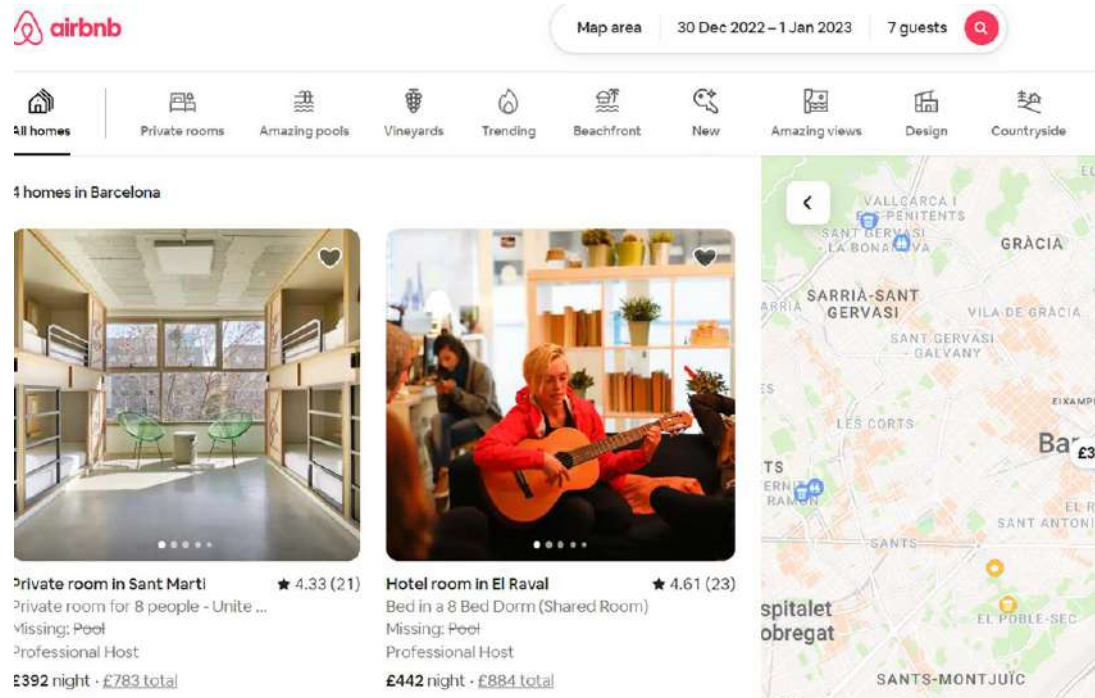 airbnb
Map area
30 Dec 2022 – 1 Jan 2023
7 guests
All homes
Private rooms
Amazing pools
Vineyards
Trending
Beachfront
New
Amazing views
Design
Countryside
4 homes in Barcelona
Private room in Sant Martí
★ 4.33 (21)
Private room for 8 people - Unite ...
Missing: Pool
Professional Host
£392 night · £783 total
Hotel room in El Raval
★ 4.61 (23)
Bed in a 8 Bed Dorm (Shared Room)
Missing: Pool
Professional Host
£442 night · £884 total
VALLCARCA I
PENITENTS
SANT GERVASI
- LA BONANOVA
GRÀCIA
SARRIÀ-SANT
GERVASI
VILA DE GRÀCIA
SANT GERVASI
- GALVANY
LES CORTS
Ba
£3
SANT ANTONI
SANTS
EL POBLE-SEC
spitalet
obregat
SANTS-MONTJUÏC